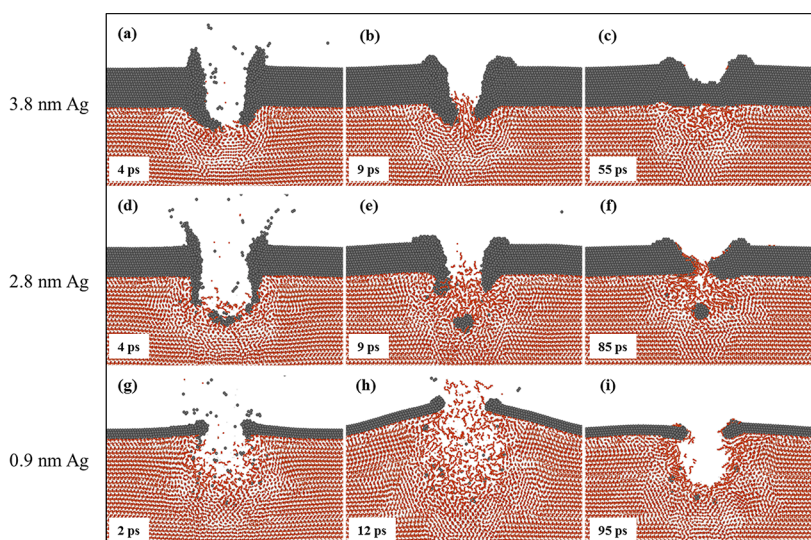 (a) (b) (c)
3.8 nm Ag
4 ps 9 ps 55 ps
(d) (e) (f)
2.8 nm Ag
4 ps 9 ps 85 ps
(g) (h) (i)
0.9 nm Ag
2 ps 12 ps 95 ps